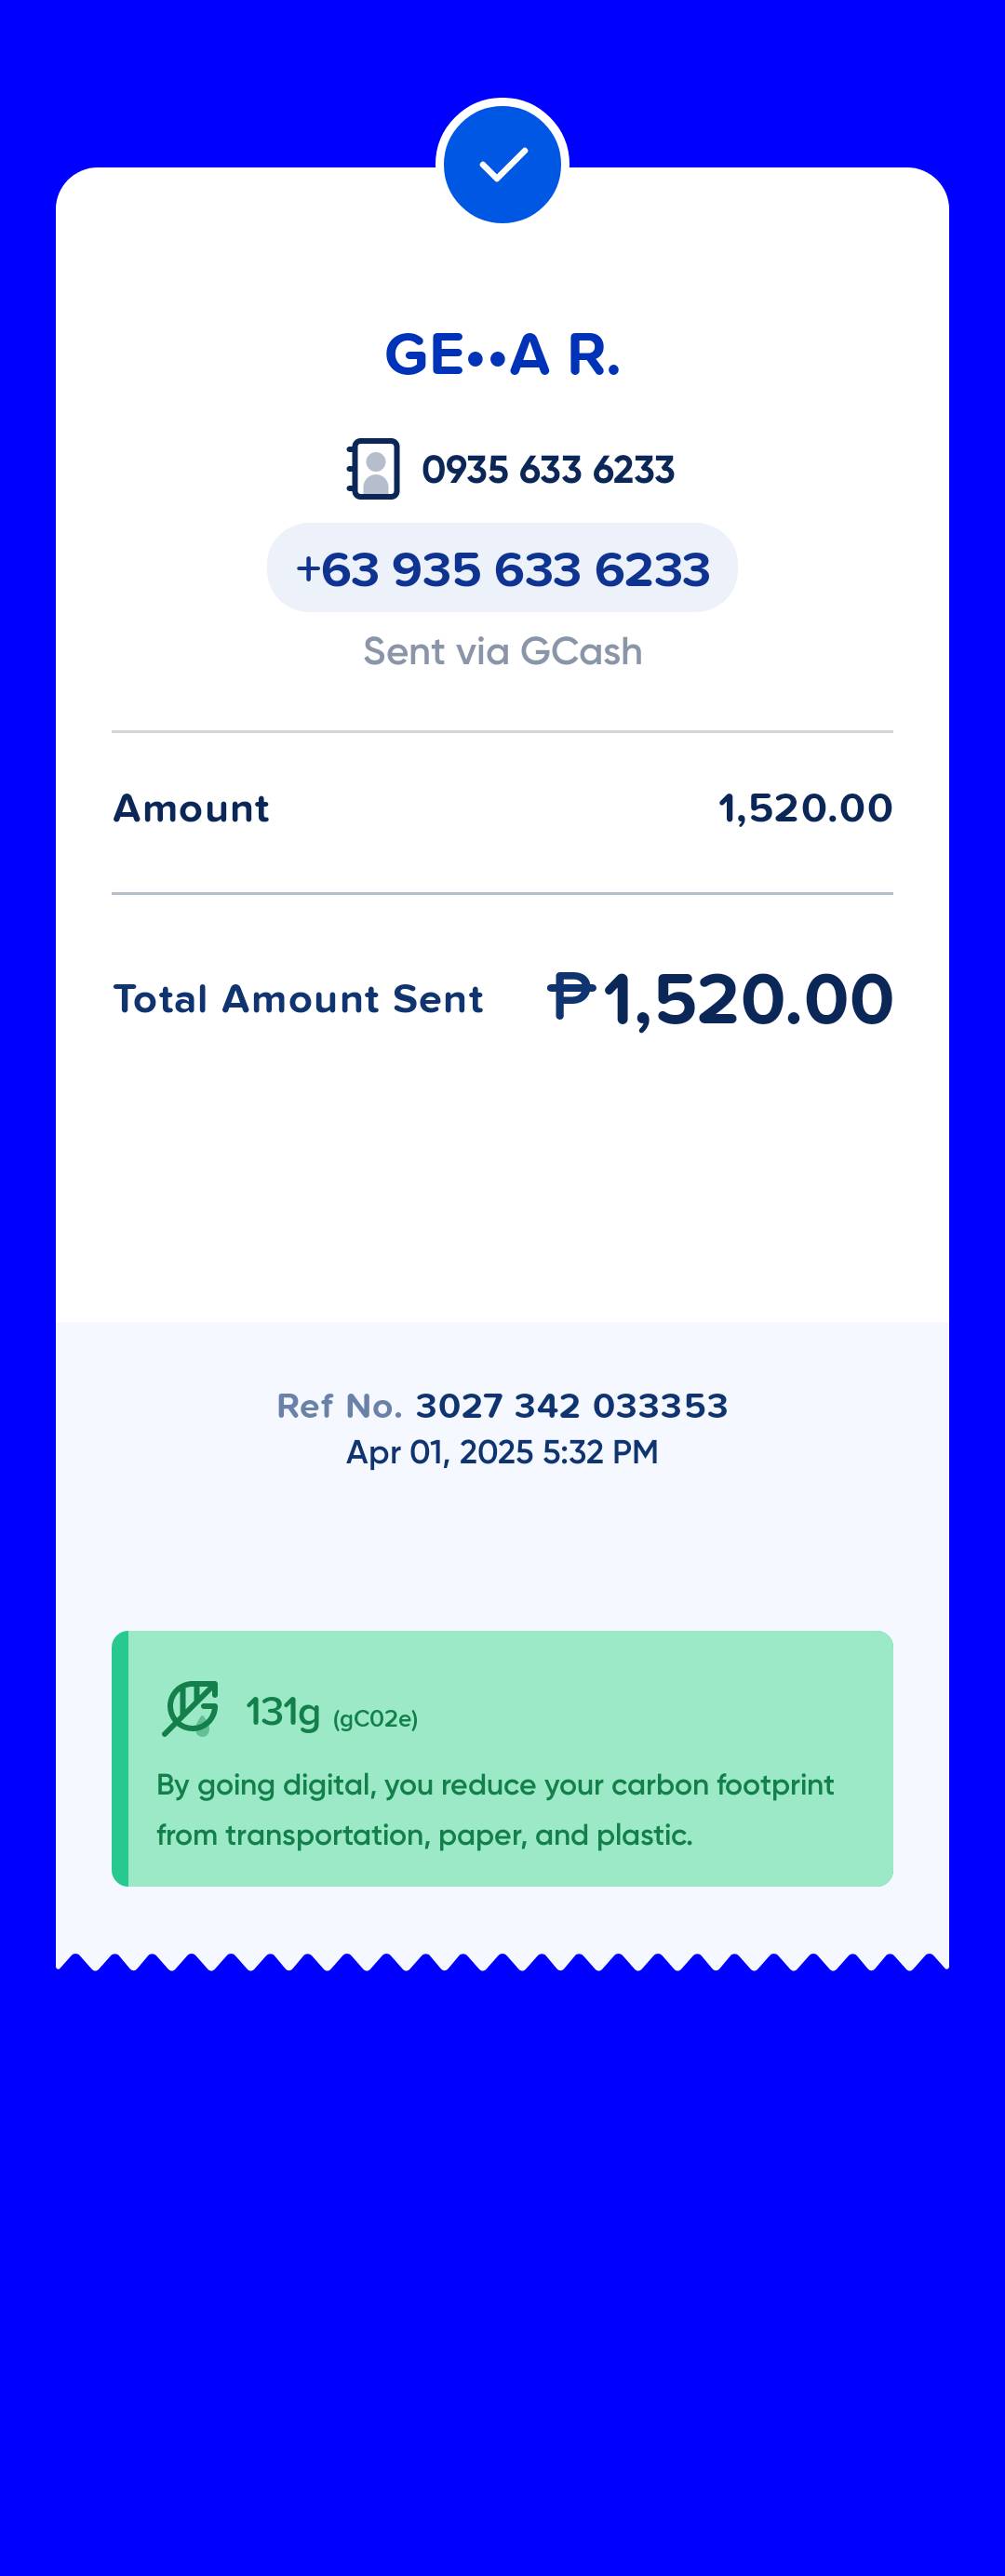 GE••A R.
0935 633 6233
+63 935 633 6233
Sent via GCash
Amount 1,520.00
Total Amount Sent ₱1,520.00
Ref No. 3027 342 033353
Apr 01, 2025 5:32 PM
131g (gC02e)
By going digital, you reduce your carbon footprint
from transportation, paper, and plastic.